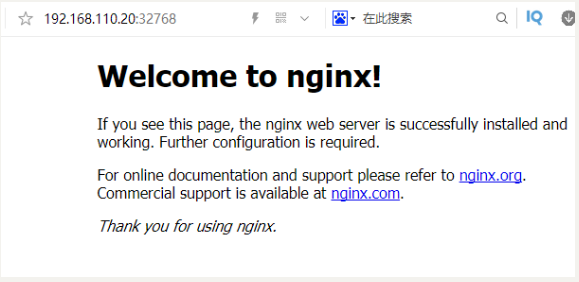 192.168.110.20:32768
在此搜索
IQ
Welcome to nginx!
If you see this page, the nginx web server is successfully installed and
working. Further configuration is required.
For online documentation and support please refer to nginx.org.
Commercial support is available at nginx.com.
Thank you for using nginx.